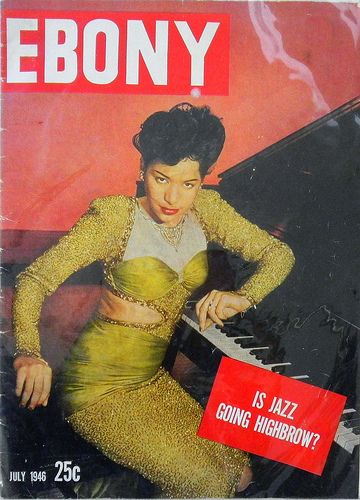 EBONY
IS JAZZ
GOING HIGHBROW?
JULY 1946 25c